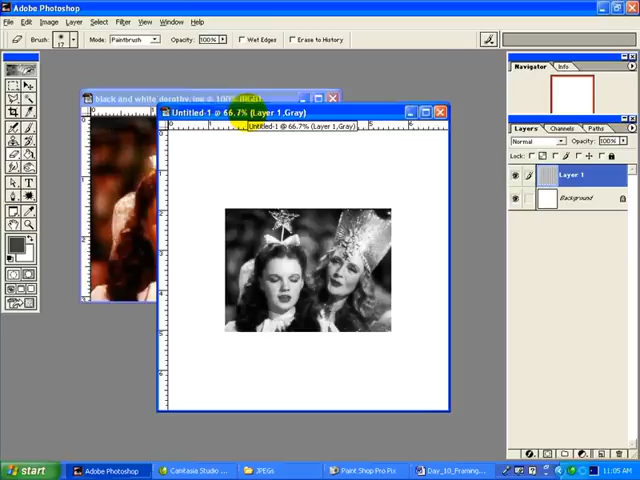 Adobe Photoshop
File Edit Image Layer Select Filter View Window Help
Brush: 17 Mode: Paintbrush Opacity: 100% Wet Edges Erase to History
Navigator Info
black and white dorothy.jpg @ 100% (RGB)
Untitled-1 @ 66.7% (Layer 1,Gray)
Untitled-1 @ 66.7% (Layer 1,Gray)
Layers Channels Paths
Normal Opacity: 100%
Lock:
Layer 1
Background
start Adobe Photoshop Camtasia Studio ... JPEGs Paint Shop Pro Pix Day_10_Framing... 11:05 AM